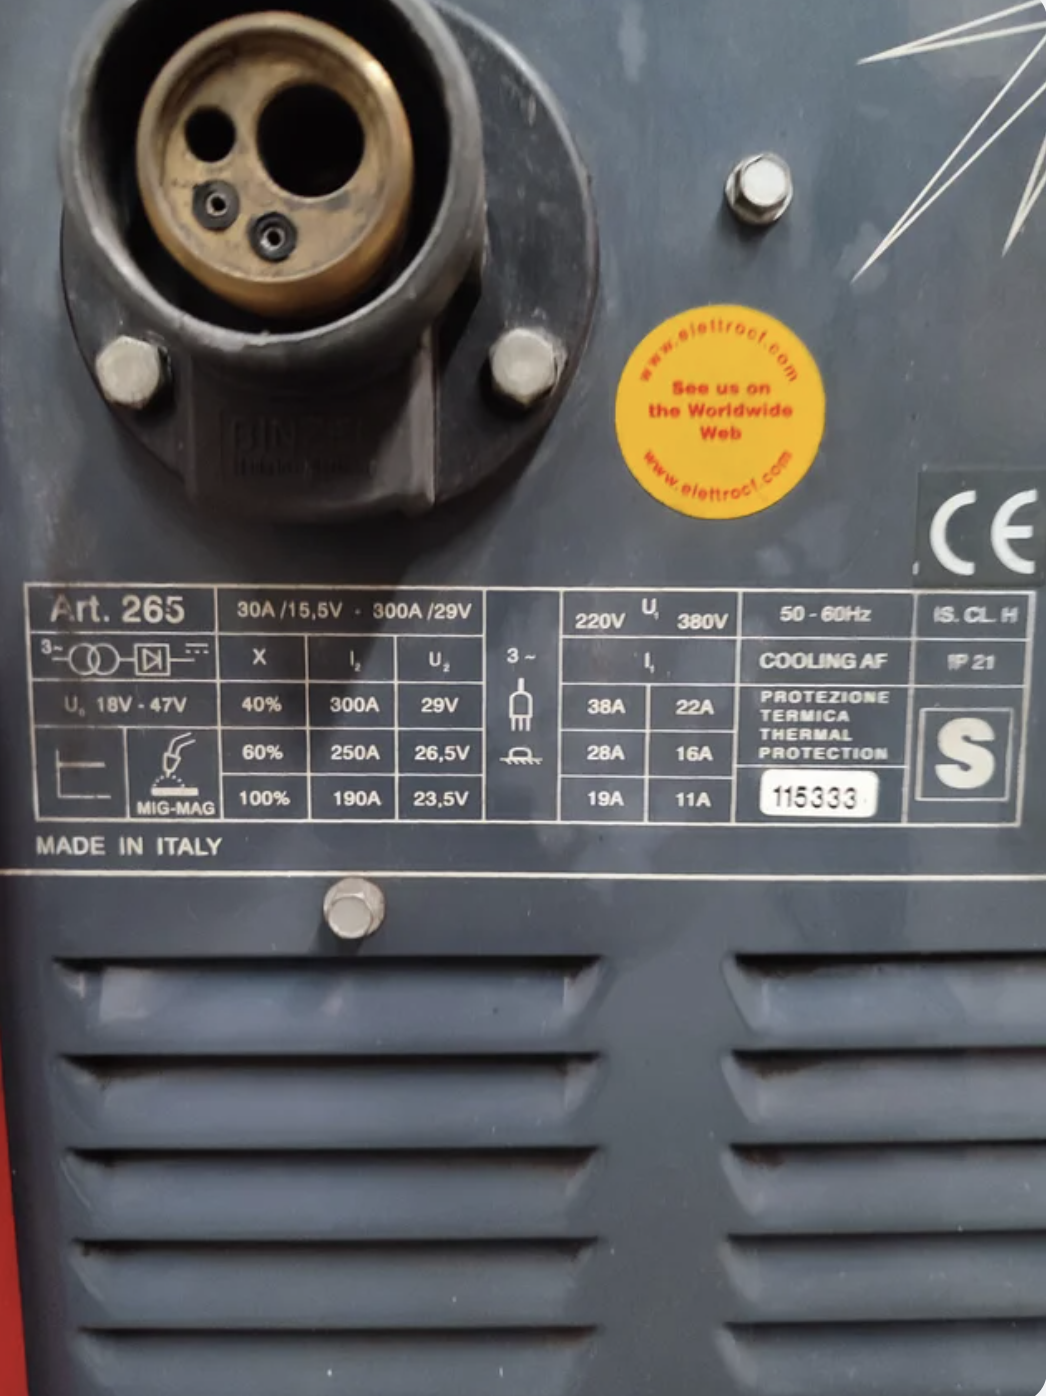 www.elettrocf.com
See us on
the Worldwide
Web
www.elettrocf.com
CE
Art. 265
30A/15,5V - 300A/29V
U₁
220V 380V
50 - 60Hz
IS. CL. H
3~
X I₂ U₂
3 ~
I₁
COOLING AF
IP 21
U₀ 18V - 47V
40% 300A 29V
38A 22A
PROTEZIONE
TERMICA
THERMAL
PROTECTION
60% 250A 26,5V
28A 16A
S
MIG-MAG
100% 190A 23,5V
19A 11A
115333
MADE IN ITALY